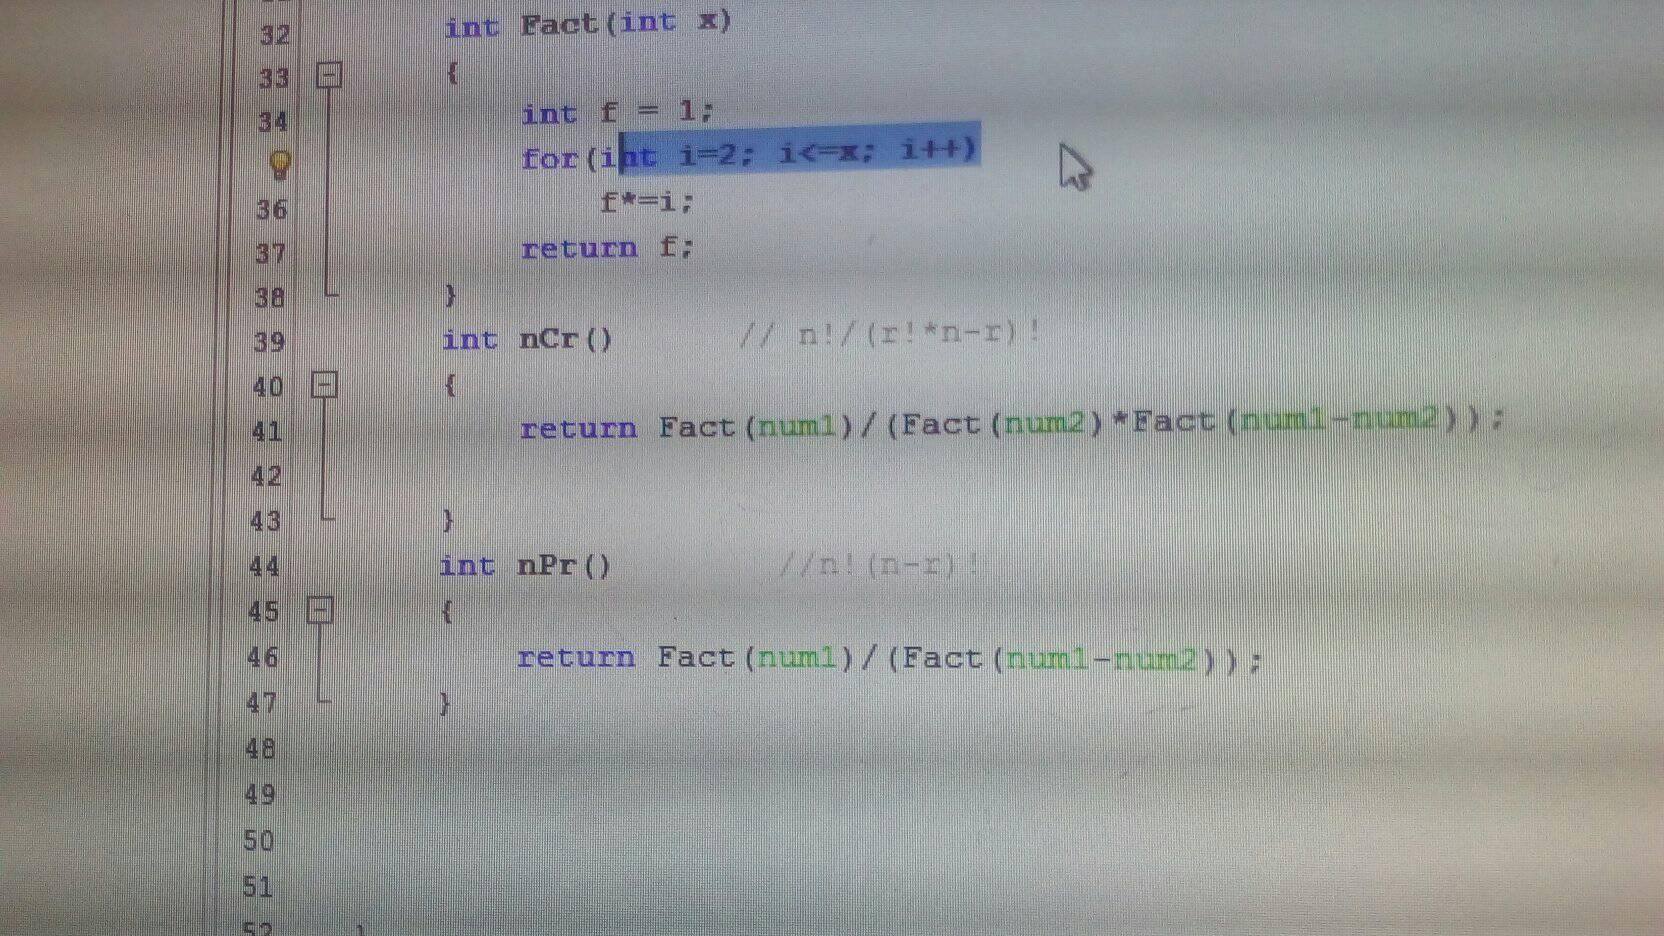 32 int Fact(int x)
33 {
34 int f = 1;
for(int i=2; i<=x; i++)
36 f*=i;
37 return f;
38 }
39 int nCr() // n!/(r!*n-r)!
40 {
41 return Fact(num1)/(Fact(num2)*Fact(num1-num2));
42
43 }
44 int nPr() //n!(n-r)!
45 {
46 return Fact(num1)/(Fact(num1-num2));
47 }
48
49
50
51
52 }